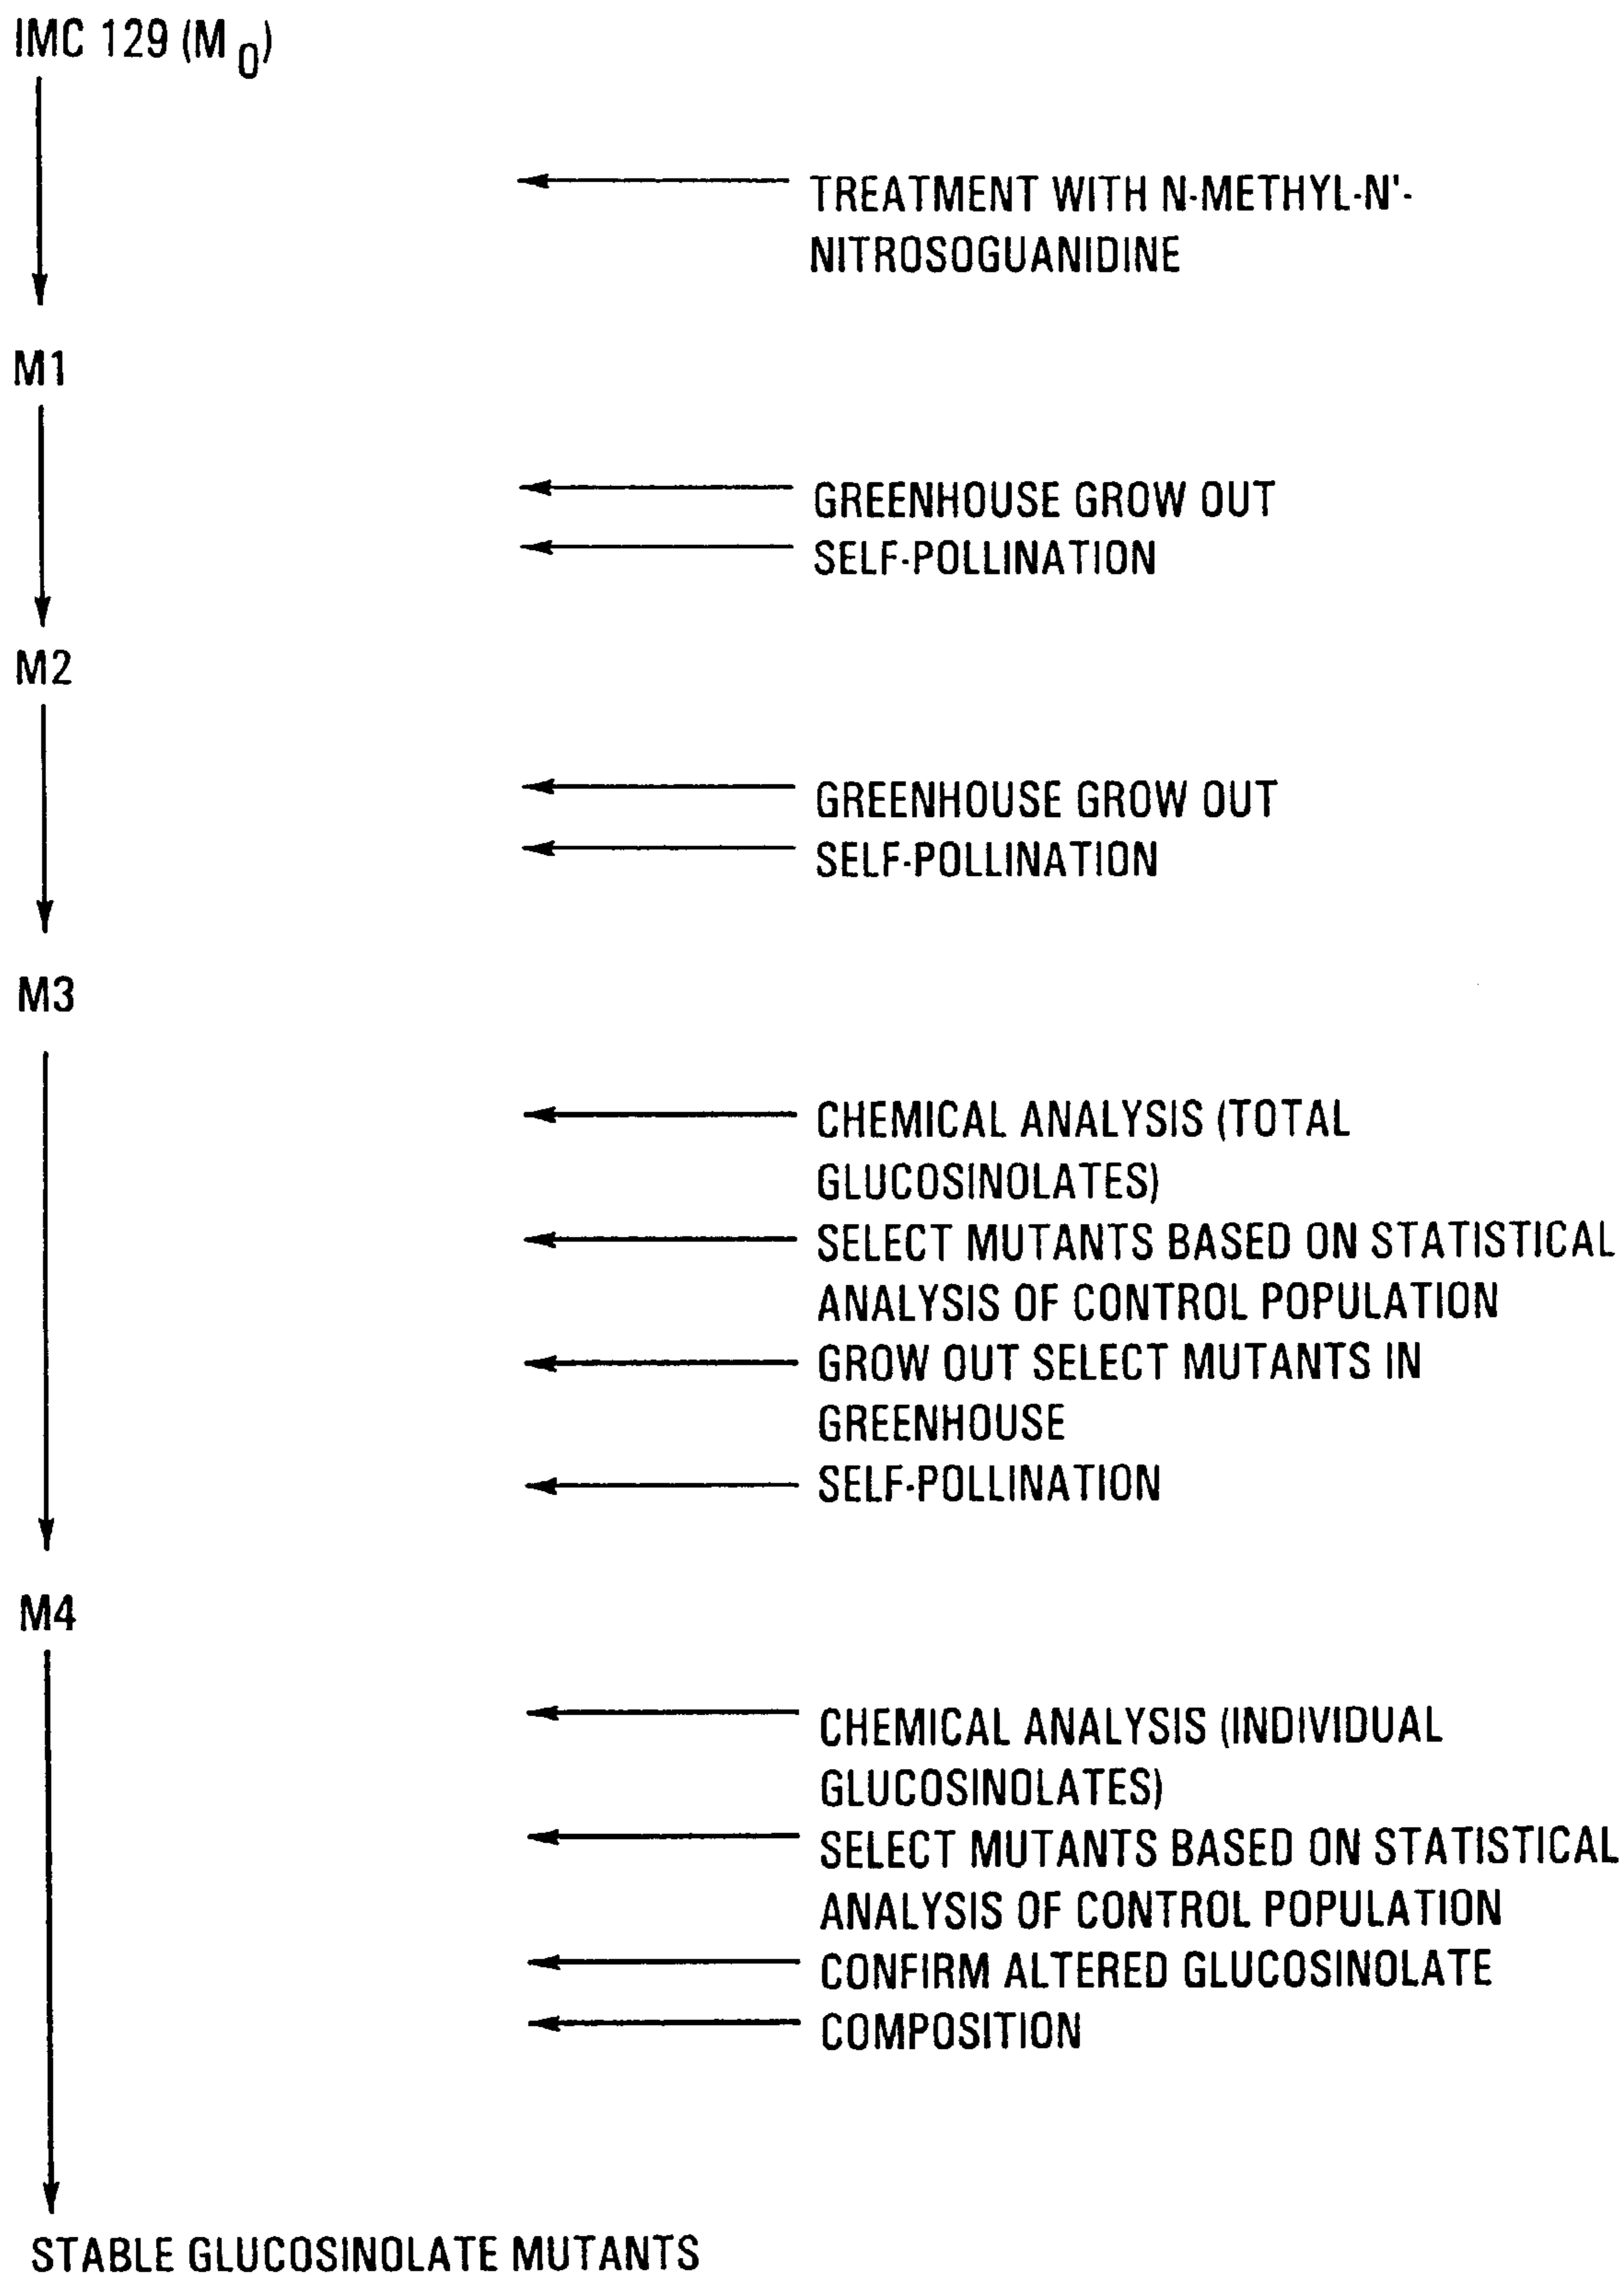 IMC 129 (M0)
TREATMENT WITH N-METHYL-N'-
NITROSOGUANIDINE
M1
GREENHOUSE GROW OUT
SELF-POLLINATION
M2
GREENHOUSE GROW OUT
SELF-POLLINATION
M3
CHEMICAL ANALYSIS (TOTAL
GLUCOSINOLATES)
SELECT MUTANTS BASED ON STATISTICAL
ANALYSIS OF CONTROL POPULATION
GROW OUT SELECT MUTANTS IN
GREENHOUSE
SELF-POLLINATION
M4
CHEMICAL ANALYSIS (INDIVIDUAL
GLUCOSINOLATES)
SELECT MUTANTS BASED ON STATISTICAL
ANALYSIS OF CONTROL POPULATION
CONFIRM ALTERED GLUCOSINOLATE
COMPOSITION
STABLE GLUCOSINOLATE MUTANTS